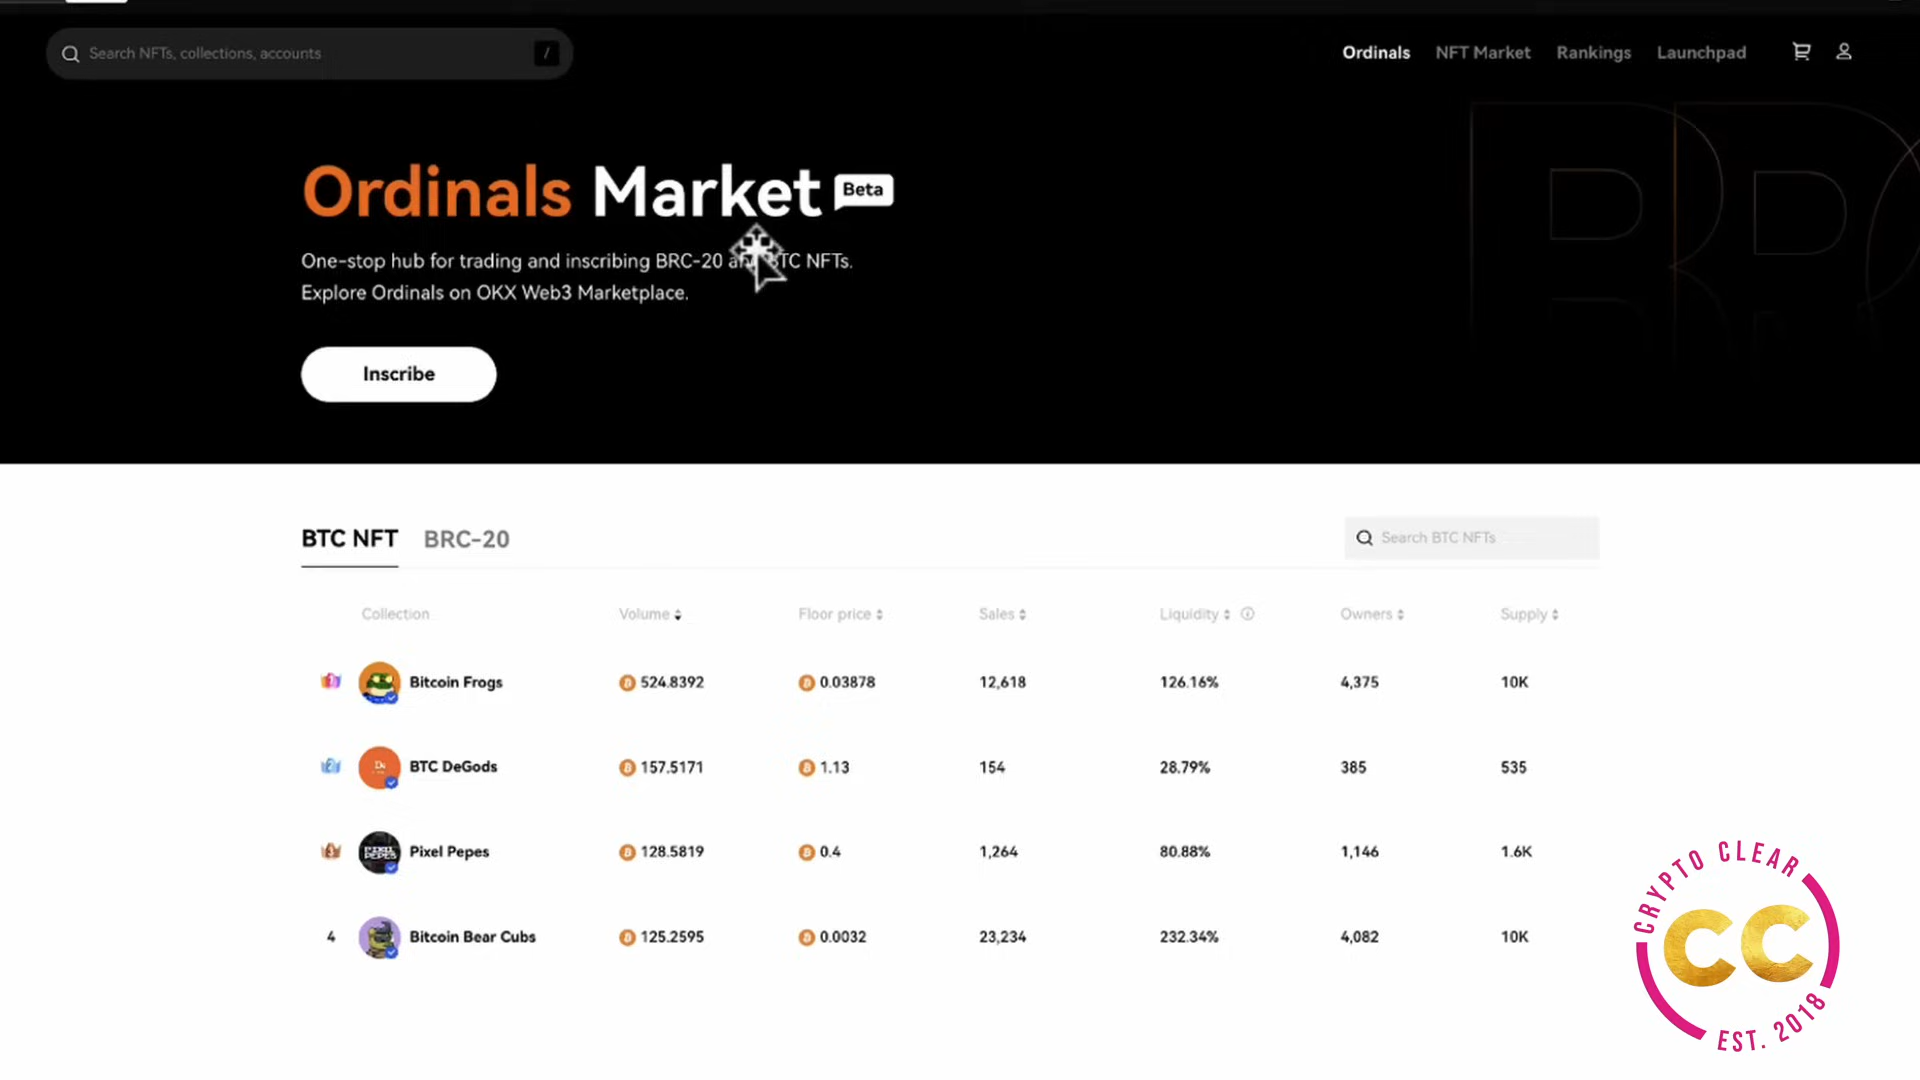 Search NFTs, collections, accounts /
Ordinals NFT Market Rankings Launchpad
Ordinals Market Beta
One-stop hub for trading and inscribing BRC-20 and BTC NFTs.
Explore Ordinals on OKX Web3 Marketplace.
Inscribe
BTC NFT BRC-20 Search BTC NFTs
Collection Volume Floor price Sales Liquidity Owners Supply
1 Bitcoin Frogs 524.8392 0.03878 12,618 126.16% 4,375 10K
2 BTC DeGods 157.5171 1.13 154 28.79% 385 535
3 Pixel Pepes 128.5819 0.4 1,264 80.88% 1,146 1.6K
4 Bitcoin Bear Cubs 125.2595 0.0032 23,234 232.34% 4,082 10K
CRYPTO CLEAR
CC
EST. 2018